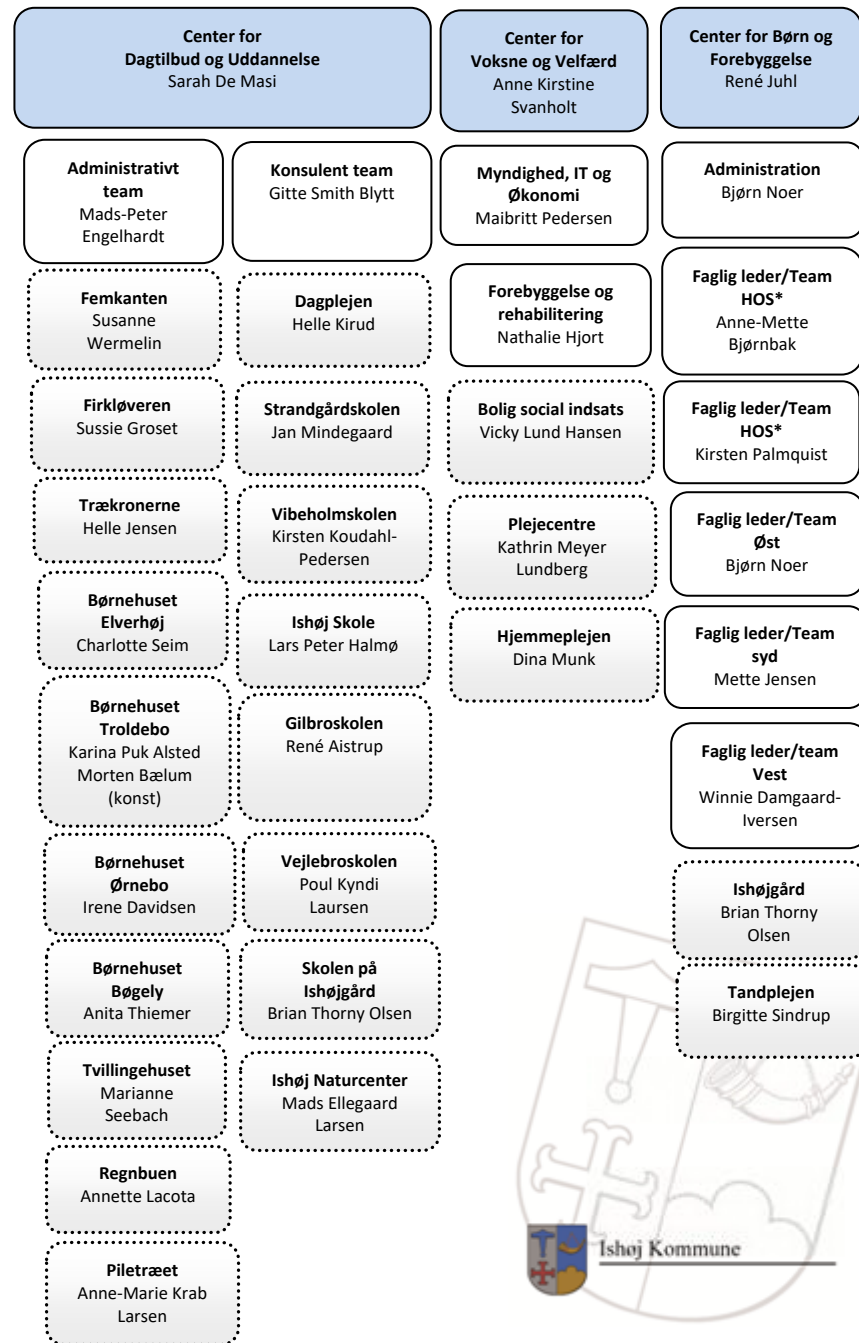 Center for
Dagtilbud og Uddannelse
Sarah De Masi
Administrativt
team
Mads-Peter
Engelhardt
Femkanten
Susanne
Wermelin
Firkløveren
Sussie Groset
Trækronerne
Helle Jensen
Børnehuset
Elverhøj
Charlotte Seim
Børnehuset
Troldebo
Karina Puk Alsted
Morten Bælum
(konst)
Børnehuset
Ørnebo
Irene Davidsen
Børnehuset
Bøgely
Anita Thiemer
Tvillingehuset
Marianne
Seebach
Regnbuen
Annette Lacota
Piletræet
Anne-Marie Krab
Larsen
Konsulent team
Gitte Smith Blytt
Dagplejen
Helle Kirud
Strandgårdskolen
Jan Mindegaard
Vibeholmskolen
Kirsten Koudahl-
Pedersen
Ishøj Skole
Lars Peter Halmø
Gilbroskolen
René Aistrup
Vejlebroskolen
Poul Kyndi
Laursen
Skolen på
Ishøjgård
Brian Thorny Olsen
Ishøj Naturcenter
Mads Ellegaard
Larsen
Center for
Voksne og Velfærd
Anne Kirstine
Svanholt
Myndighed, IT og
Økonomi
Maibritt Pedersen
Forebyggelse og
rehabilitering
Nathalie Hjort
Bolig social indsats
Vicky Lund Hansen
Plejecentre
Kathrin Meyer
Lundberg
Hjemmeplejen
Dina Munk
Center for Børn og
Forebyggelse
René Juhl
Administration
Bjørn Noer
Faglig leder/Team
HOS*
Anne-Mette
Bjørnbak
Faglig leder/Team
HOS*
Kirsten Palmquist
Faglig leder/Team
Øst
Bjørn Noer
Faglig leder/Team
syd
Mette Jensen
Faglig leder/team
Vest
Winnie Damgaard-
Iversen
Ishøjgård
Brian Thorny
Olsen
Tandplejen
Birgitte Sindrup
Ishøj Kommune